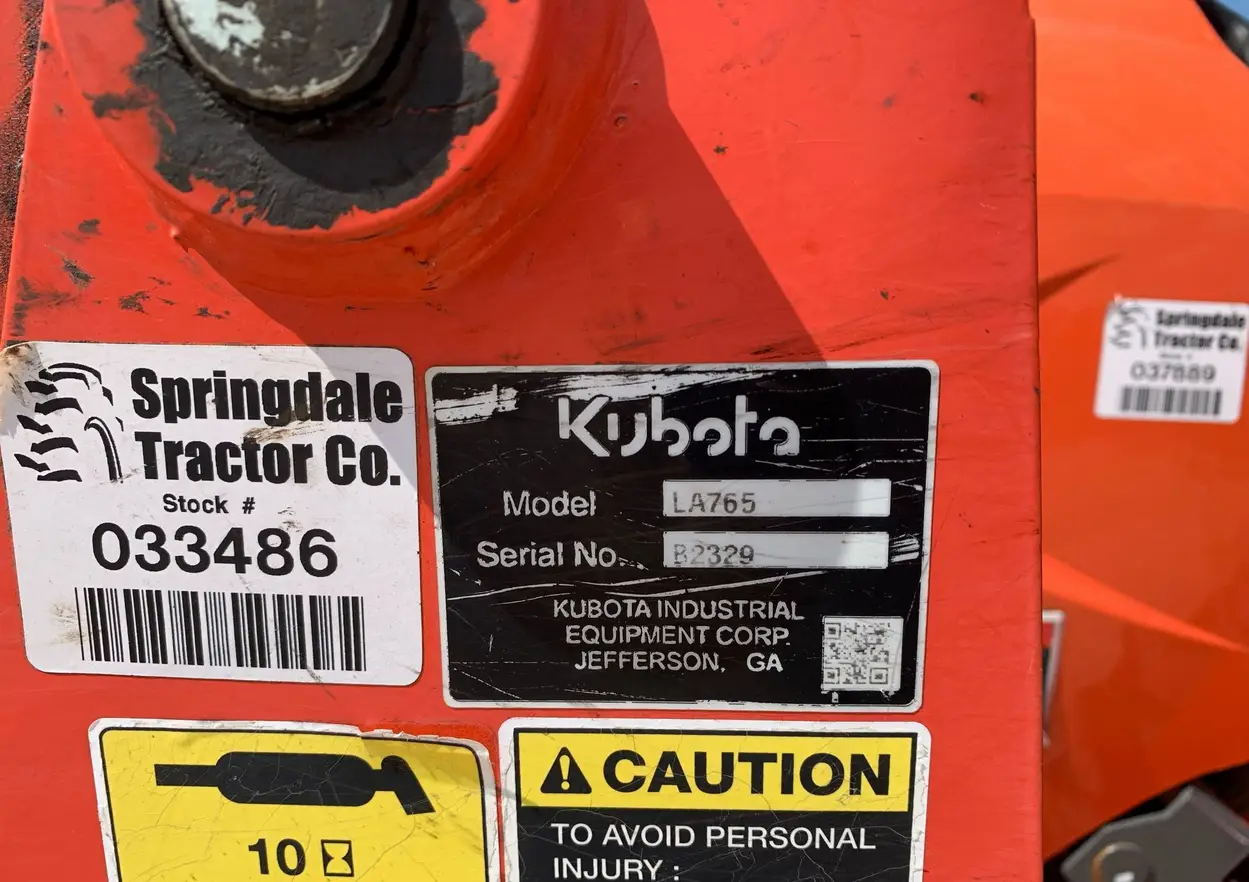 Springdale
Tractor Co.
Stock #
033486
Kubota
Model LA765
Serial No. B2329
KUBOTA INDUSTRIAL
EQUIPMENT CORP.
JEFFERSON, GA
10
CAUTION
TO AVOID PERSONAL
INJURY :
Springdale
Tractor Co.
037889